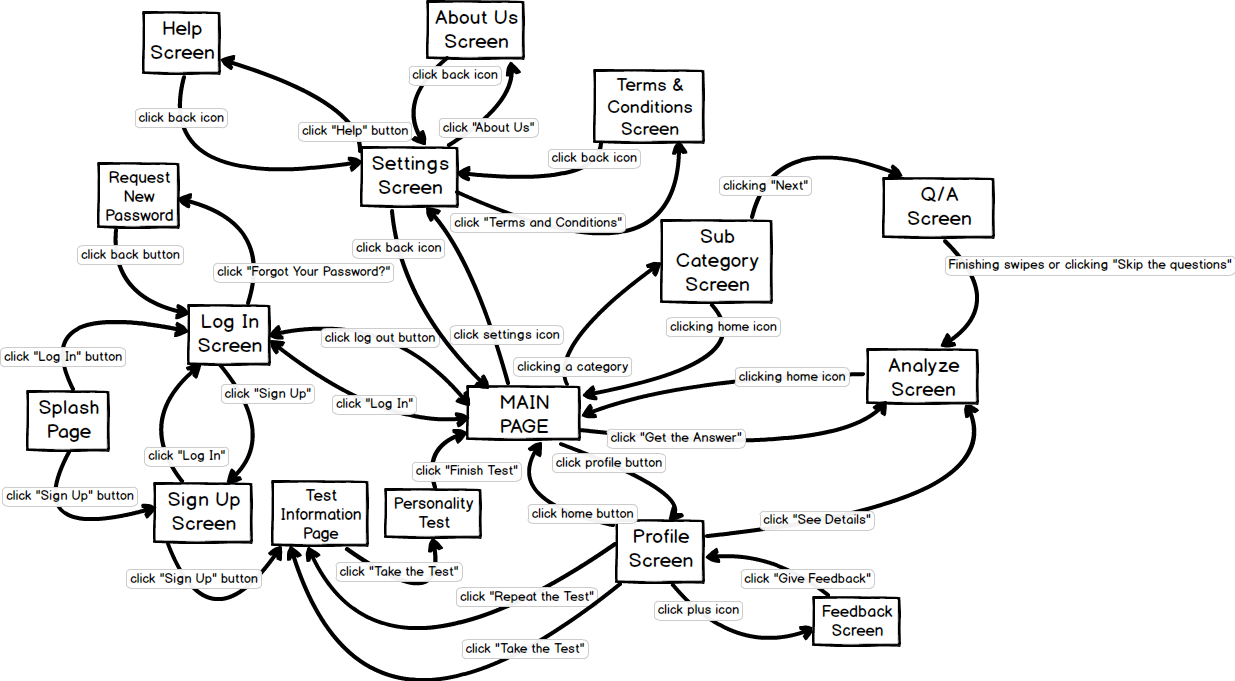 Help
Screen
About Us
Screen
click back icon
Terms &
Conditions
Screen
click back icon
click "Help" button
click "About Us"
Settings
Screen
click back icon
Request
New
Password
clicking "Next"
Q/A
Screen
click "Terms and Conditions"
click back icon
click back button
click "Forgot Your Password?"
Sub
Category
Screen
Finishing swipes or clicking "Skip the questions"
Log In
Screen
click log out button
click settings icon
clicking home icon
click "Log In" button
clicking a category
clicking home icon
Analyze
Screen
click "Sign Up"
click "Log In"
Splash
Page
MAIN
PAGE
click "Get the Answer"
click "Log In"
click "Finish Test"
click profile button
click "Sign Up" button
Sign Up
Screen
Test
Information
Page
Personality
Test
click home button
click "See Details"
Profile
Screen
click "Sign Up" button
click "Take the Test"
click "Give Feedback"
click "Repeat the Test"
click plus icon
Feedback
Screen
click "Take the Test"